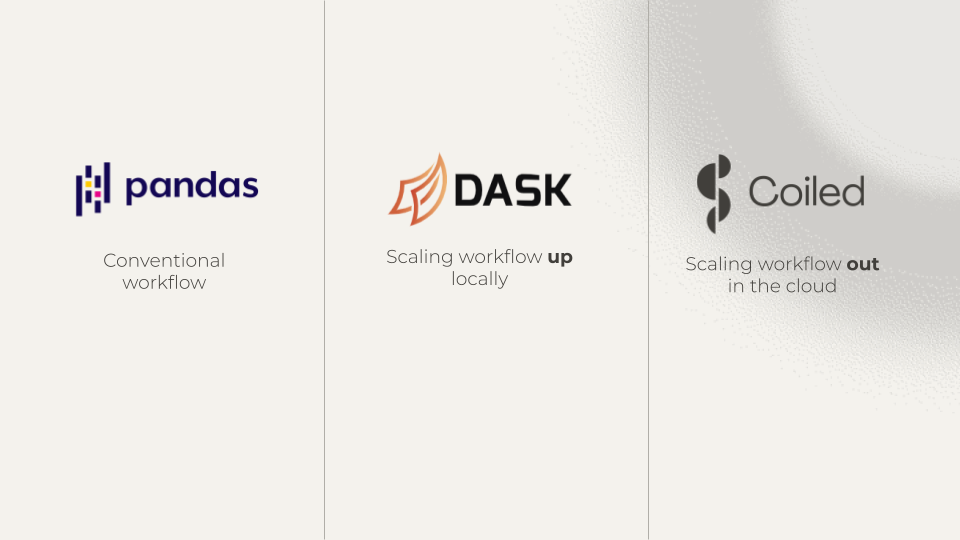 pandas
Conventional
workflow
DASK
Scaling workflow up
locally
Coiled
Scaling workflow out
in the cloud